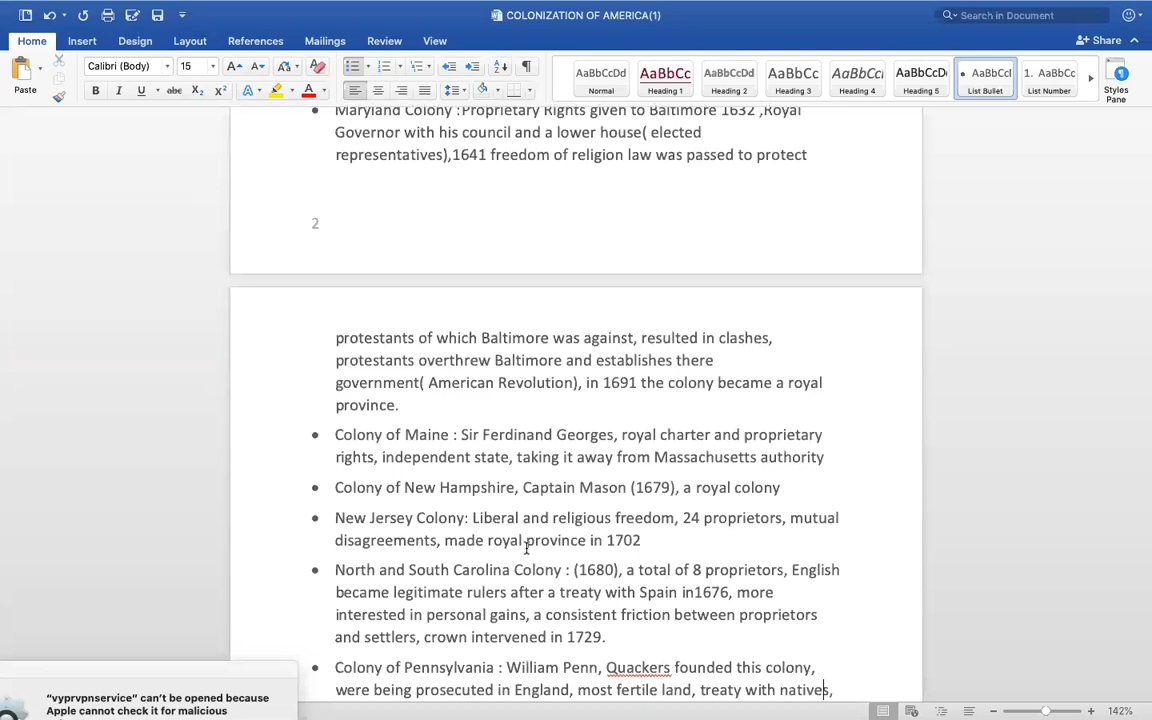 COLONIZATION OF AMERICA(1)
Search in Document
Home Insert Design Layout References Mailings Review View
Share
Paste
Calibri (Body) 15
AaBbCcDd AaBbCc AaBbCcDd AaBbCcI AaBbCcI AaBbCcDc AaBbCcI 1. AaBbCc
Normal Heading 1 Heading 2 Heading 3 Heading 4 Heading 5 List Bullet List Number Styles Pane
• Maryland Colony :Proprietary Rights given to Baltimore 1632 ,Royal
Governor with his council and a lower house( elected
representatives),1641 freedom of religion law was passed to protect
2
protestants of which Baltimore was against, resulted in clashes,
protestants overthrew Baltimore and establishes there
government( American Revolution), in 1691 the colony became a royal
province.
• Colony of Maine : Sir Ferdinand Georges, royal charter and proprietary
rights, independent state, taking it away from Massachusetts authority
• Colony of New Hampshire, Captain Mason (1679), a royal colony
• New Jersey Colony: Liberal and religious freedom, 24 proprietors, mutual
disagreements, made royal province in 1702
• North and South Carolina Colony : (1680), a total of 8 proprietors, English
became legitimate rulers after a treaty with Spain in1676, more
interested in personal gains, a consistent friction between proprietors
and settlers, crown intervened in 1729.
• Colony of Pennsylvania : William Penn, Quackers founded this colony,
were being prosecuted in England, most fertile land, treaty with natives,
"vyprvpnservice" can't be opened because
Apple cannot check it for malicious
142%